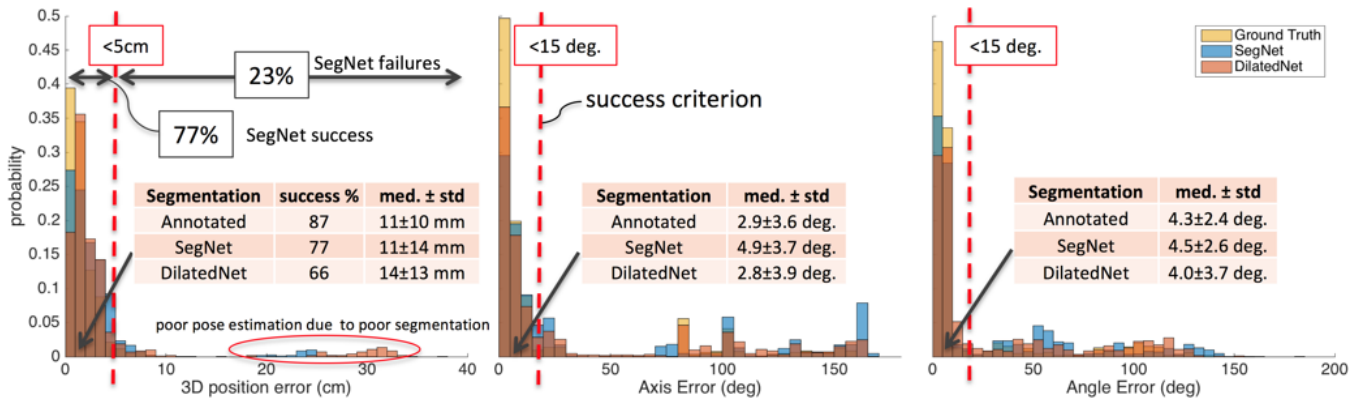 0.5
0.45
0.4
0.35
0.3
0.25
0.2
0.15
0.1
0.05
0
probability
<5cm
23%
SegNet failures
77%
SegNet success
Segmentation success % med. ± std
Annotated 87 11±10 mm
SegNet 77 11±14 mm
DilatedNet 66 14±13 mm
poor pose estimation due to poor segmentation
0 10 20 30 40
3D position error (cm)
<15 deg.
success criterion
Segmentation med. ± std
Annotated 2.9±3.6 deg.
SegNet 4.9±3.7 deg.
DilatedNet 2.8±3.9 deg.
0 50 100 150
Axis Error (deg)
<15 deg.
Ground Truth
SegNet
DilatedNet
Segmentation med. ± std
Annotated 4.3±2.4 deg.
SegNet 4.5±2.6 deg.
DilatedNet 4.0±3.7 deg.
0 50 100 150 200
Angle Error (deg)